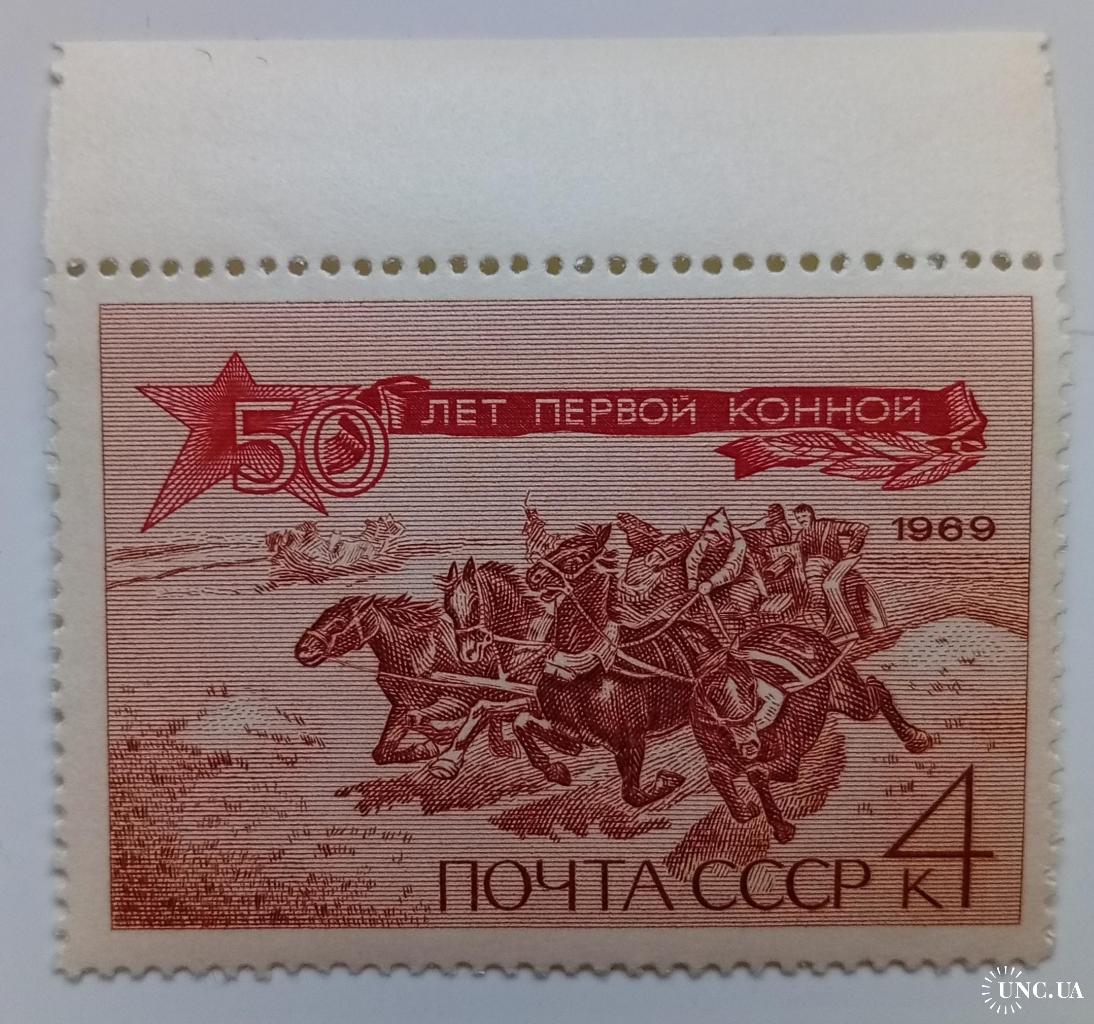 50 ЛЕТ ПЕРВОЙ КОННОЙ
1969
ПОЧТА СССР 4 К
UNC.UA